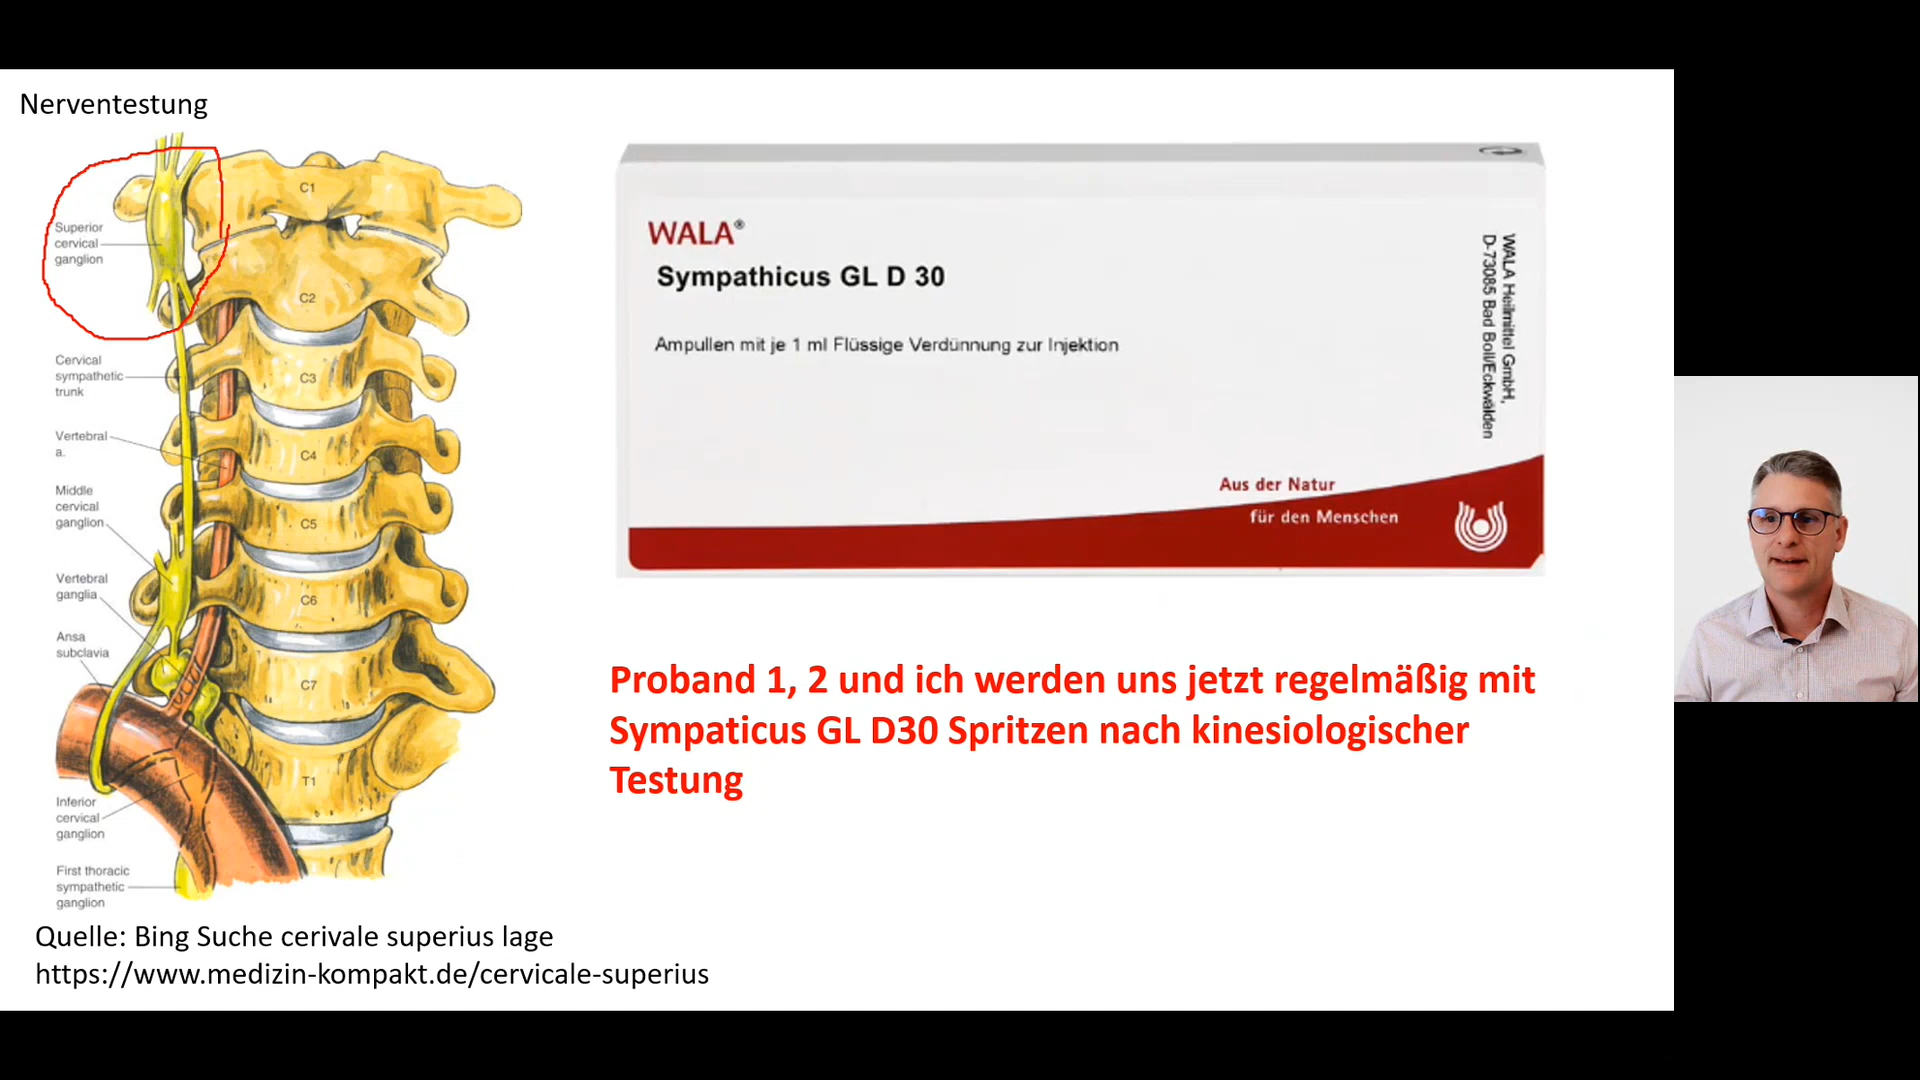 Nerventestung
C1
Superior
cervical
ganglion
C2
Cervical
sympathetic
trunk
C3
Vertebral
a.
C4
Middle
cervical
ganglion
C5
Vertebral
ganglia
C6
Ansa
subclavia
C7
T1
Inferior
cervical
ganglion
First thoracic
sympathetic
ganglion
Quelle: Bing Suche cerivale superius lage
https://www.medizin-kompakt.de/cervicale-superius
WALA®
Sympathicus GL D 30
Ampullen mit je 1 ml Flüssige Verdünnung zur Injektion
WALA Heilmittel GmbH,
D-73085 Bad Boll/Eckwälden
Aus der Natur
für den Menschen
Proband 1, 2 und ich werden uns jetzt regelmäßig mit
Sympaticus GL D30 Spritzen nach kinesiologischer
Testung